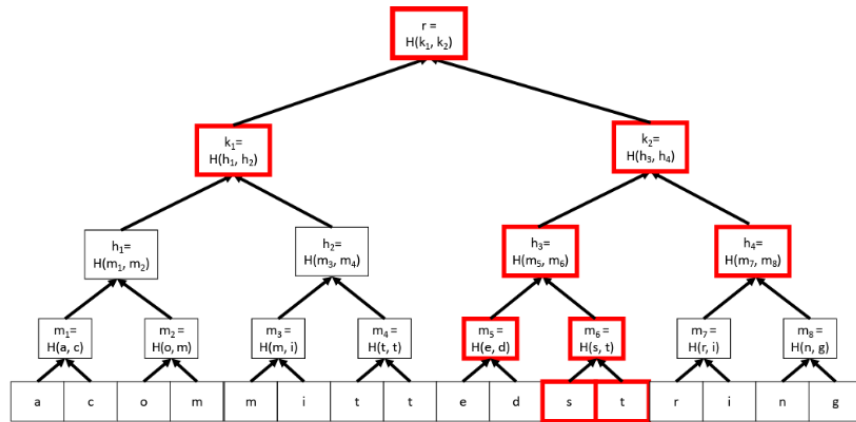 r =
H(k₁, k₂)
k₁=
H(h₁, h₂)
k₂=
H(h₃, h₄)
h₁=
H(m₁, m₂)
h₂=
H(m₃, m₄)
h₃=
H(m₅, m₆)
h₄=
H(m₇, m₈)
m₁=
H(a, c)
m₂ =
H(o, m)
m₃ =
H(m, i)
m₄ =
H(t, t)
m₅ =
H(e, d)
m₆ =
H(s, t)
m₇ =
H(r, i)
m₈ =
H(n, g)
a c o m m i t t e d s t r i n g